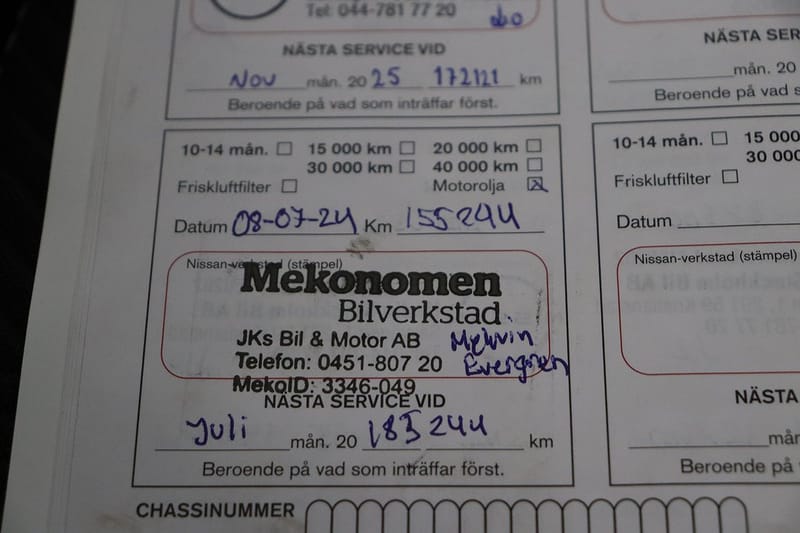 Tel: 044-781 77 20
NÄSTA SERVICE VID
Nov mån. 20 25 172121 km
Beroende på vad som inträffar först.
10-14 mån. 15 000 km 20 000 km
30 000 km 40 000 km
Friskluftfilter Motorolja
Datum 08-07-24 Km 155244
Nissan-verkstad (stämpel)
Mekonomen
Bilverkstad
JKs Bil & Motor AB
Telefon: 0451-807 20
MekoID: 3346-049
Melwin
Evergren
NÄSTA SERVICE VID
Juli mån. 20 185244 km
Beroende på vad som inträffar först.
CHASSINUMMER
NÄSTA SER
mån. 20
Beroende på vad s
10-14 mån. 15 000
30 000
Friskluftfilter
Datum
Nissan-verkstad (stämpel)
NÄSTA
mån
Beroende på